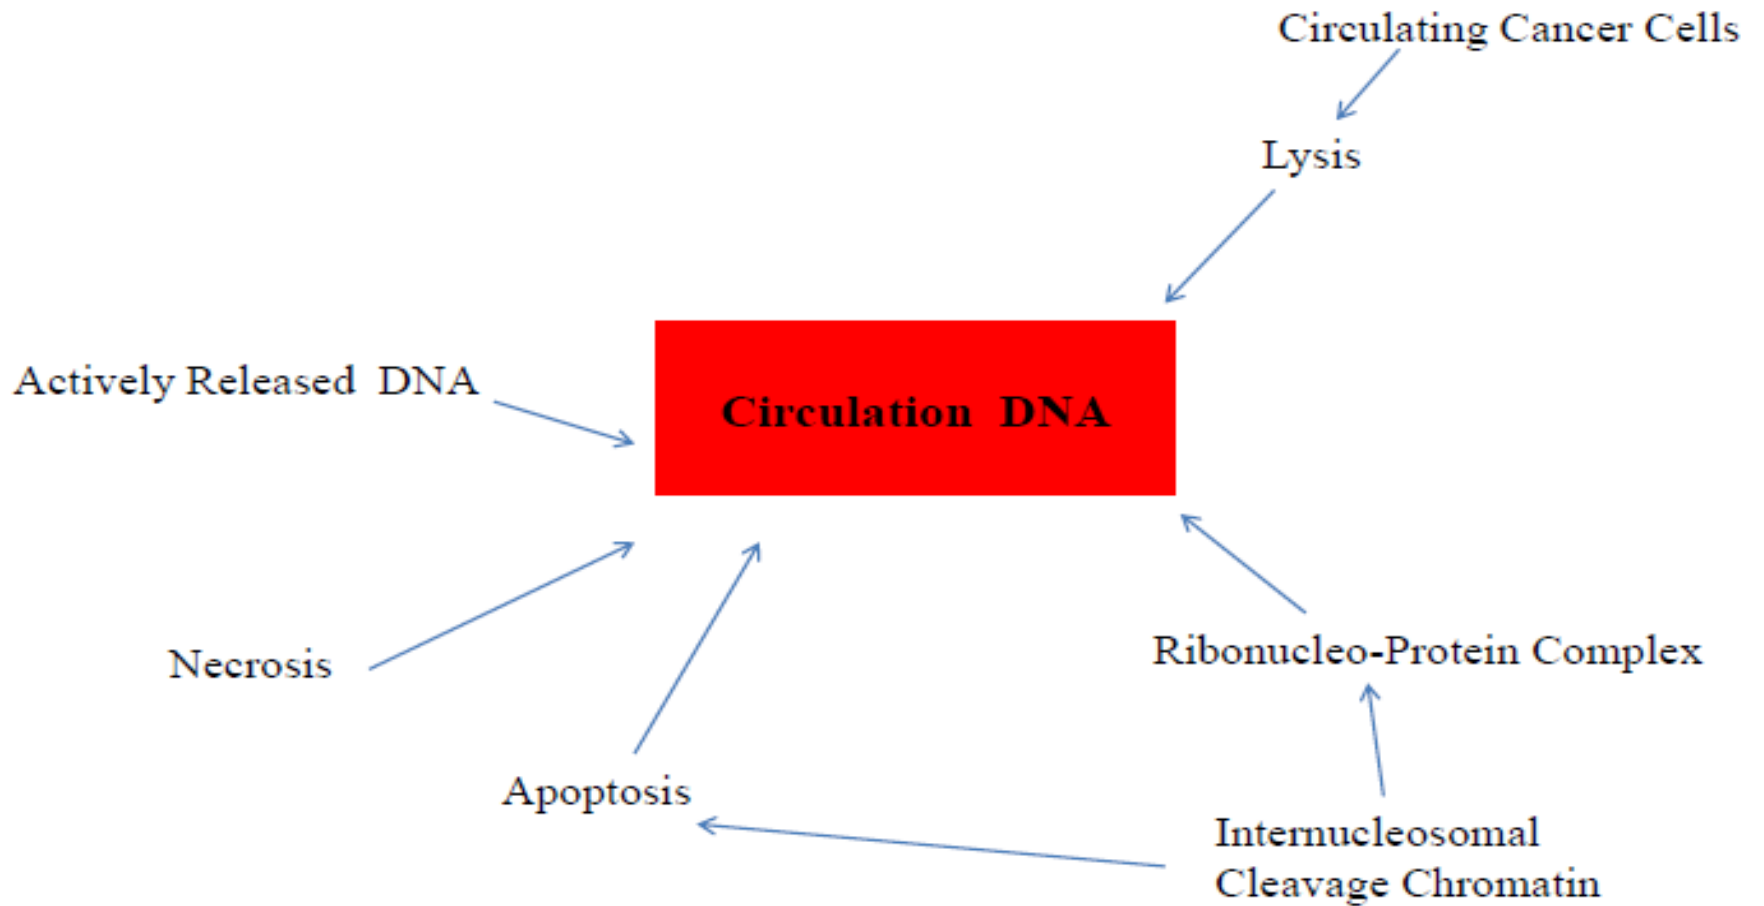 Circulating Cancer Cells
Lysis
Actively Released DNA
Circulation DNA
Necrosis
Ribonucleo-Protein Complex
Apoptosis
Internucleosomal
Cleavage Chromatin